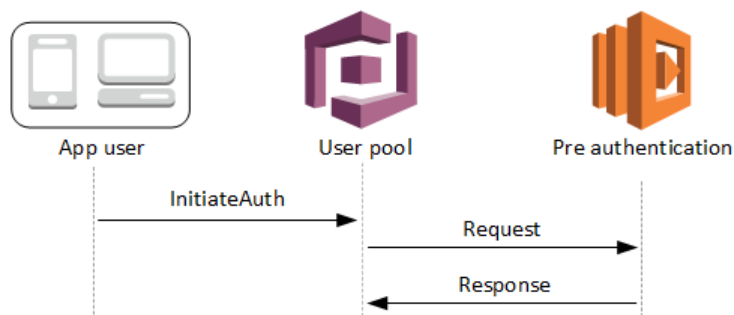 App user
User pool
Pre authentication
InitiateAuth
Request
Response